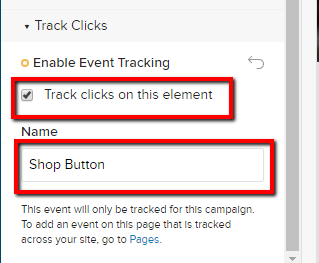 Track Clicks
Enable Event Tracking
Track clicks on this element
Name
Shop Button
This event will only be tracked for this campaign.
To add an event on this page that is tracked
across your site, go to Pages.